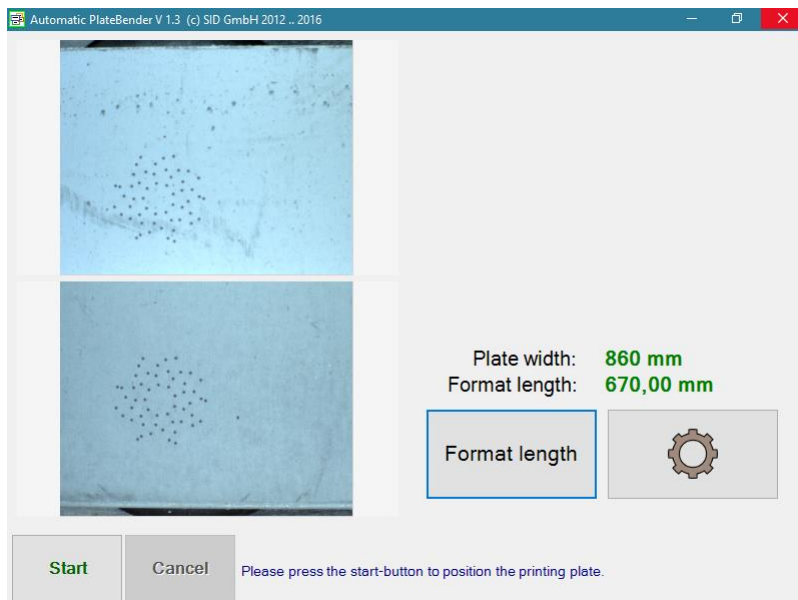 Automatic PlateBender V 1.3 (c) SID GmbH 2012 .. 2016
Plate width: 860 mm
Format length: 670,00 mm
Format length
Start
Cancel
Please press the start-button to position the printing plate.